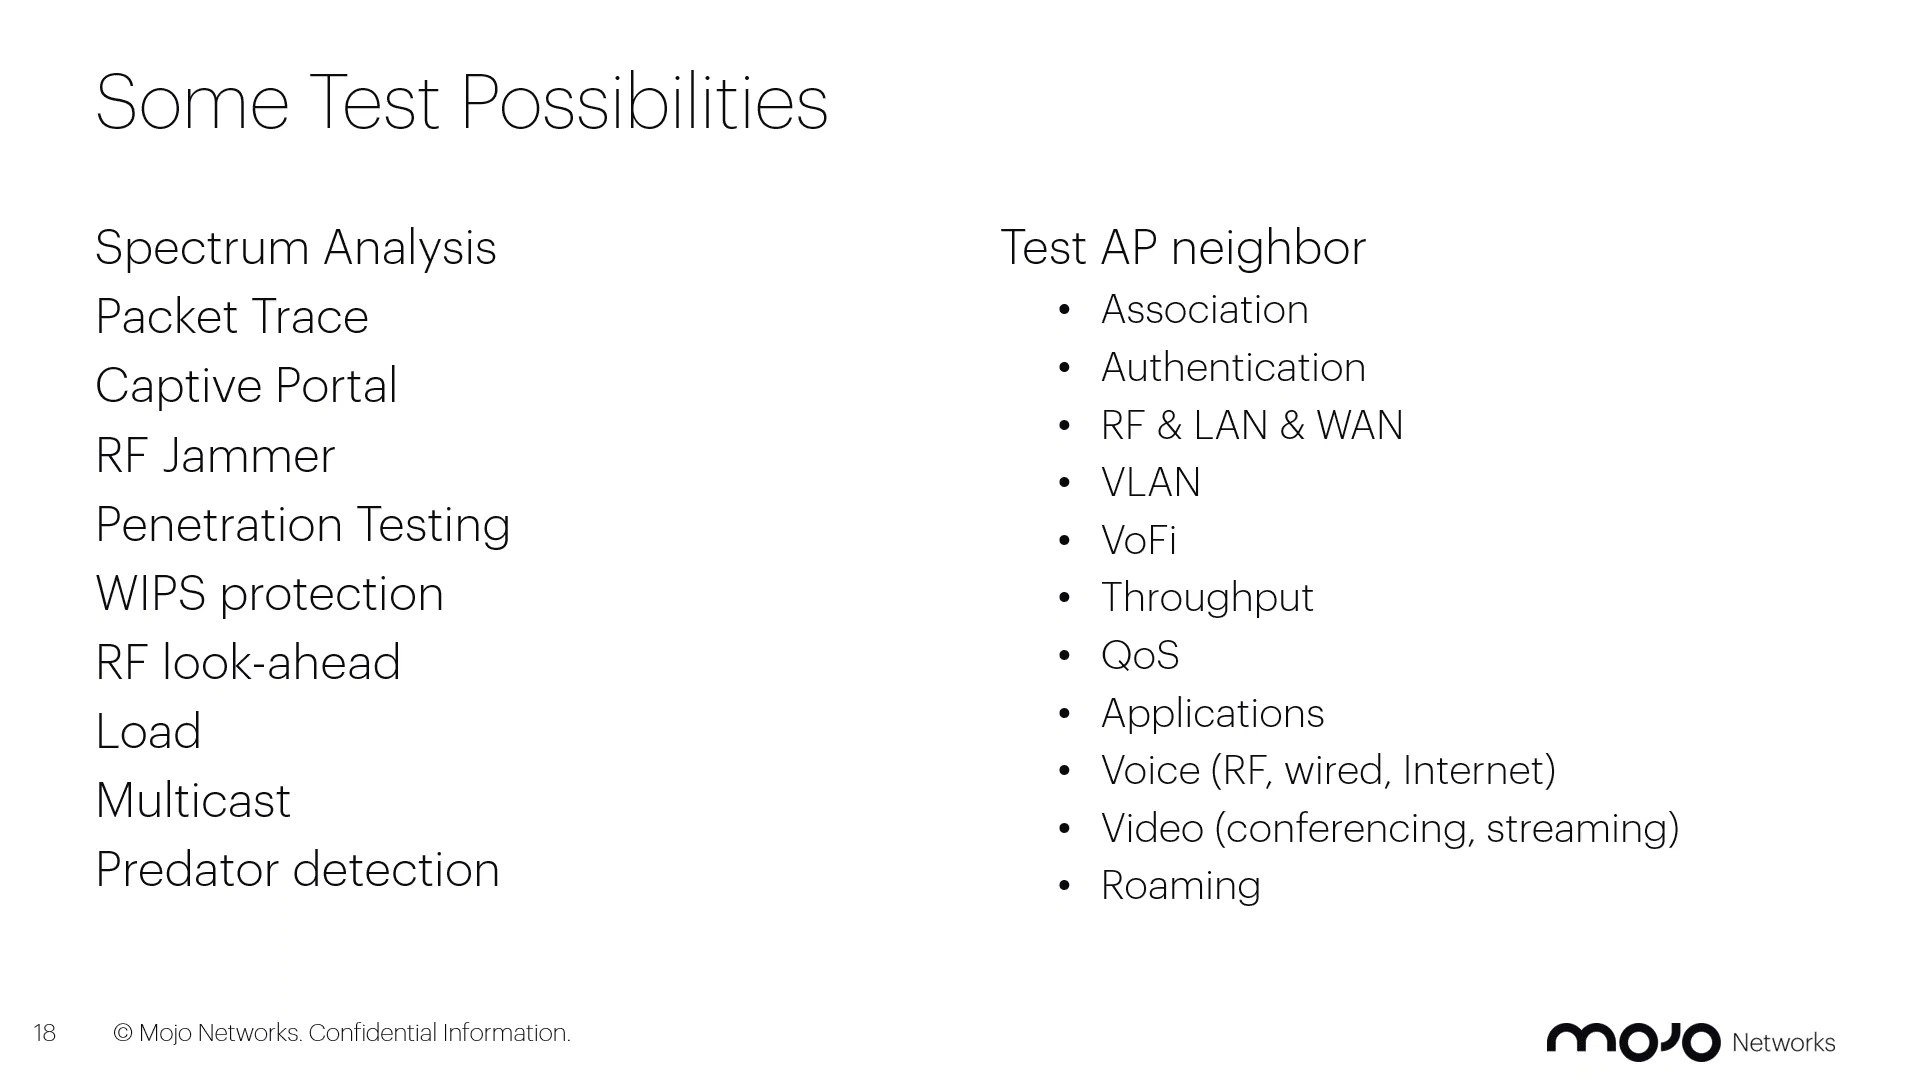 Some Test Possibilities
Spectrum Analysis
Packet Trace
Captive Portal
RF Jammer
Penetration Testing
WIPS protection
RF look-ahead
Load
Multicast
Predator detection
Test AP neighbor
• Association
• Authentication
• RF & LAN & WAN
• VLAN
• VoFi
• Throughput
• QoS
• Applications
• Voice (RF, wired, Internet)
• Video (conferencing, streaming)
• Roaming
18 © Mojo Networks. Confidential Information.
mojo Networks